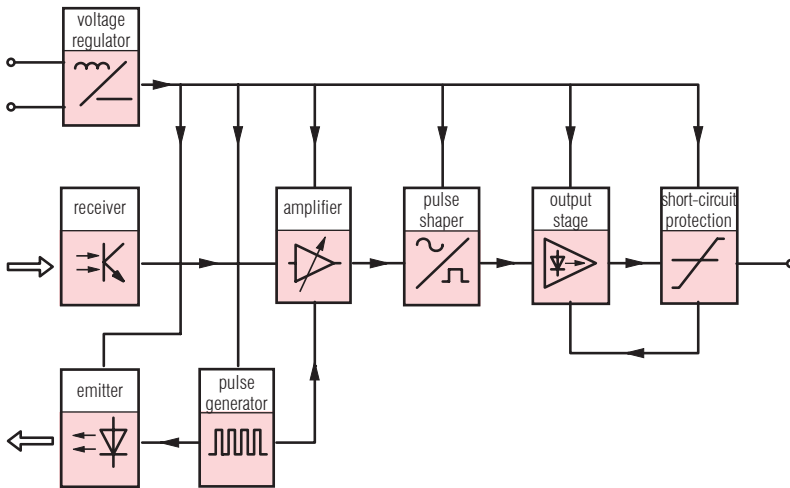 voltage
regulator
receiver
amplifier
pulse
shaper
output
stage
short-circuit
protection
emitter
pulse
generator